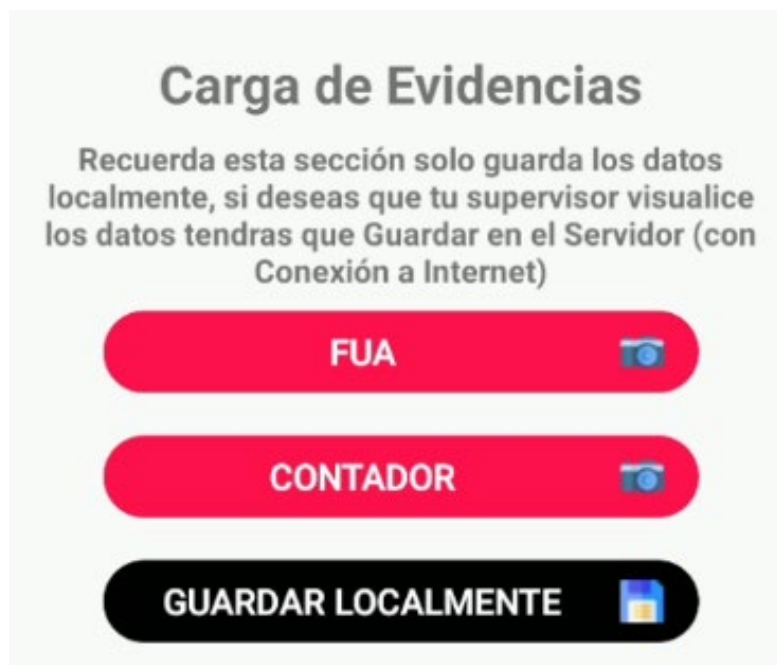 Carga de Evidencias
Recuerda esta sección solo guarda los datos
localmente, si deseas que tu supervisor visualice
los datos tendras que Guardar en el Servidor (con
Conexión a Internet)
FUA
CONTADOR
GUARDAR LOCALMENTE